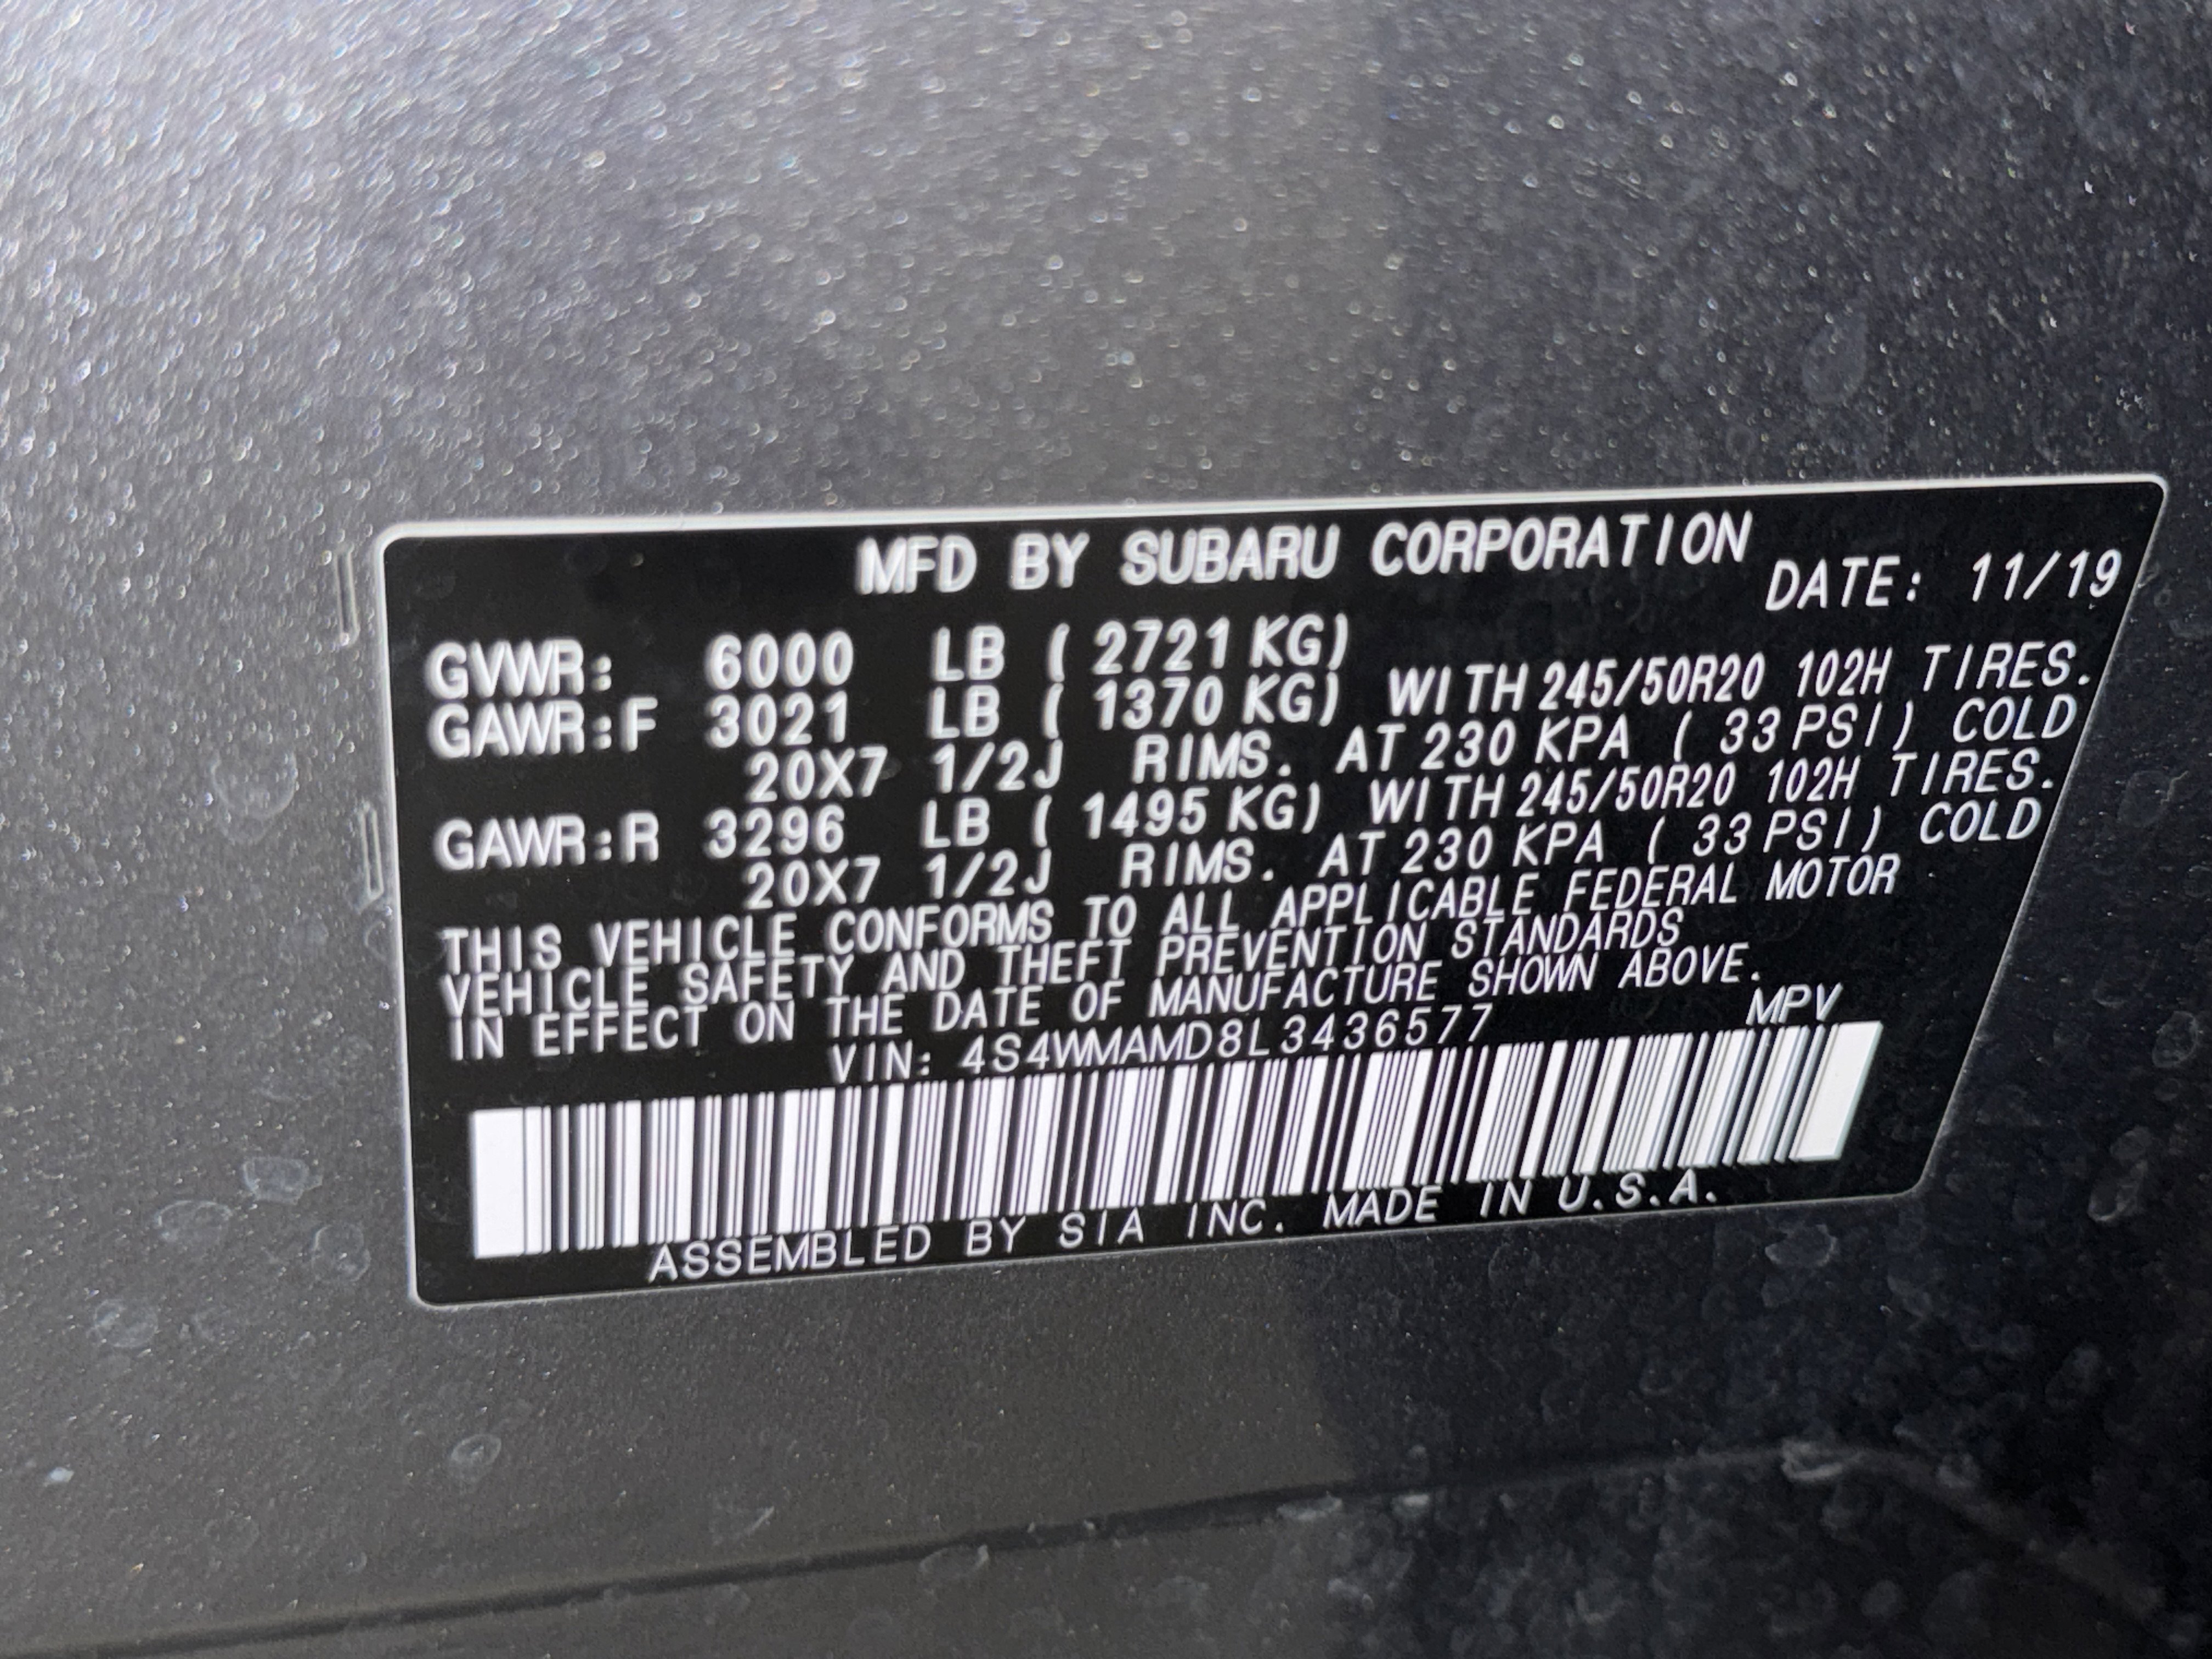 MFD BY SUBARU CORPORATION
DATE: 11/19
GVWR: 6000 LB ( 2721 KG)
GAWR:F 3021 LB ( 1370 KG) WITH 245/50R20 102H TIRES.
20X7 1/2J RIMS. AT 230 KPA ( 33 PSI) COLD
GAWR:R 3296 LB ( 1495 KG) WITH 245/50R20 102H TIRES.
20X7 1/2J RIMS. AT 230 KPA ( 33 PSI) COLD
THIS VEHICLE CONFORMS TO ALL APPLICABLE FEDERAL MOTOR
VEHICLE SAFETY AND THEFT PREVENTION STANDARDS
IN EFFECT ON THE DATE OF MANUFACTURE SHOWN ABOVE.
VIN: 4S4WMAMD8L3436577 MPV
ASSEMBLED BY SIA INC. MADE IN U.S.A.